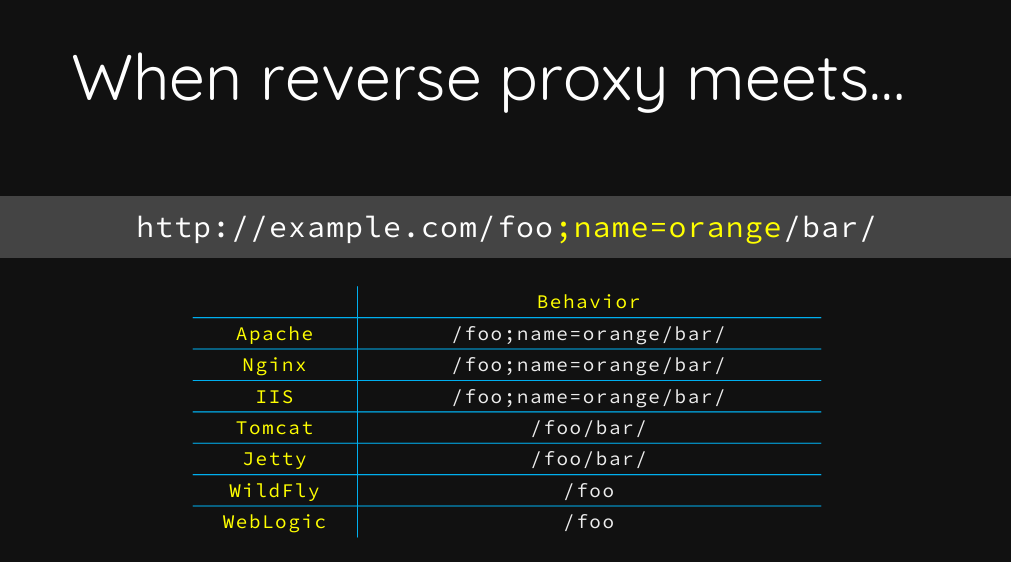 When reverse proxy meets...
http://example.com/foo;name=orange/bar/
Behavior
Apache /foo;name=orange/bar/
Nginx /foo;name=orange/bar/
IIS /foo;name=orange/bar/
Tomcat /foo/bar/
Jetty /foo/bar/
WildFly /foo
WebLogic /foo